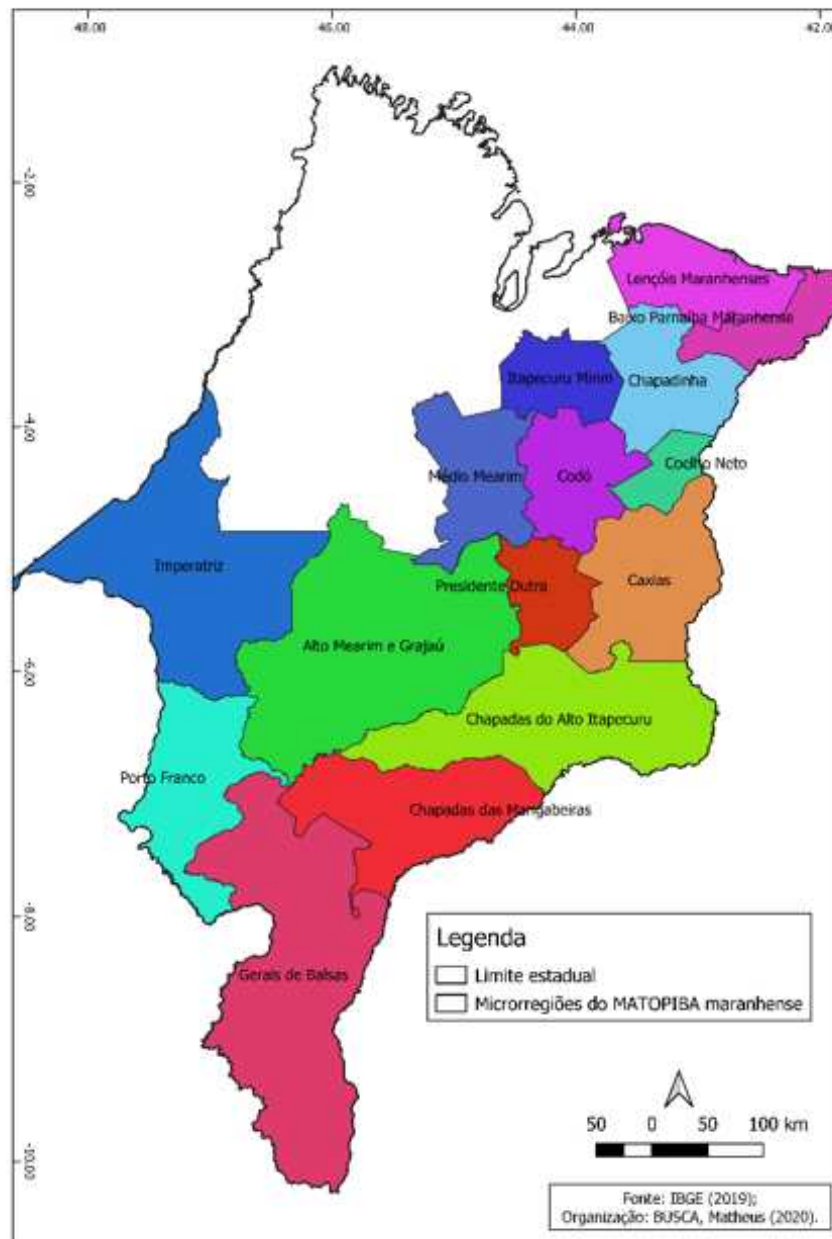 48.00
46.00
44.00
42.00
-2,00
Lençóis Maranhenses
Baixo Parnaíba Maranhense
Itapecuru Mirim
Chapadinha
-4,00
Médio Mearim
Codó
Coelho Neto
Imperatriz
Presidente Dutra
Caxias
Alto Mearim e Grajaú
-6,00
Chapadas do Alto Itapecuru
Porto Franco
Chapadas das Mangabeiras
-8,00
Legenda
Limite estadual
Microrregiões do MATOPIBA maranhense
Gerais de Balsas
50 0 50 100 km
-10,00
Fonte: IBGE (2019);
Organização: BUSCA, Matheus (2020).